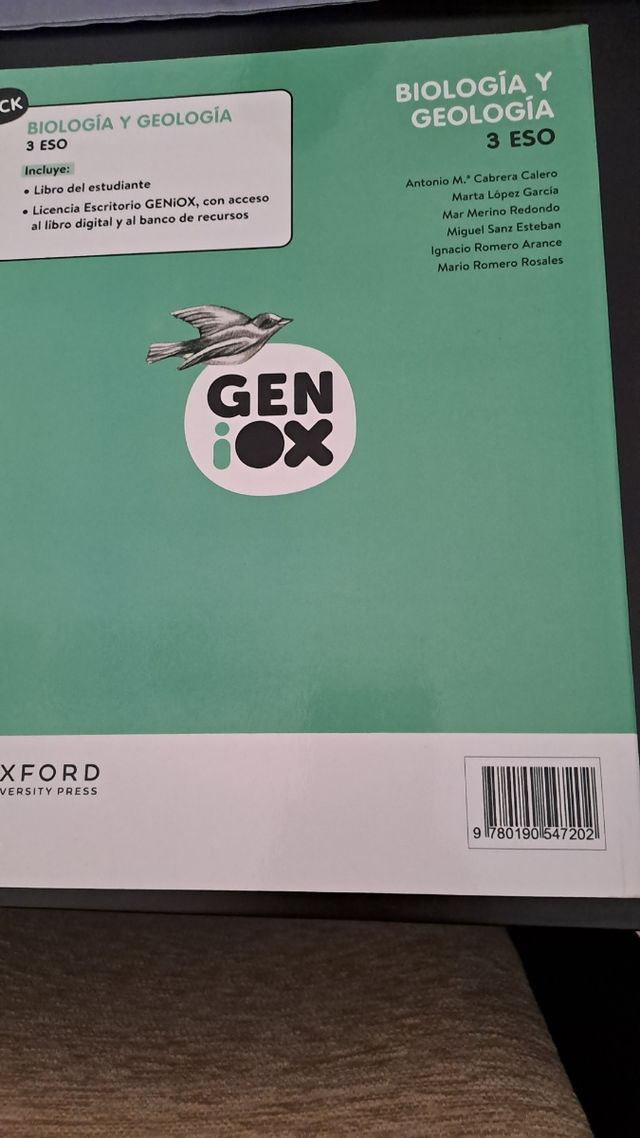 CK
BIOLOGÍA Y GEOLOGÍA
3 ESO
Incluye:
• Libro del estudiante
• Licencia Escritorio GENiOX, con acceso
al libro digital y al banco de recursos
BIOLOGÍA Y
GEOLOGÍA
3 ESO
Antonio M.ª Cabrera Calero
Marta López García
Mar Merino Redondo
Miguel Sanz Esteban
Ignacio Romero Arance
Mario Romero Rosales
GEN
iOX
XFORD
VERSITY PRESS
9 780190 547202